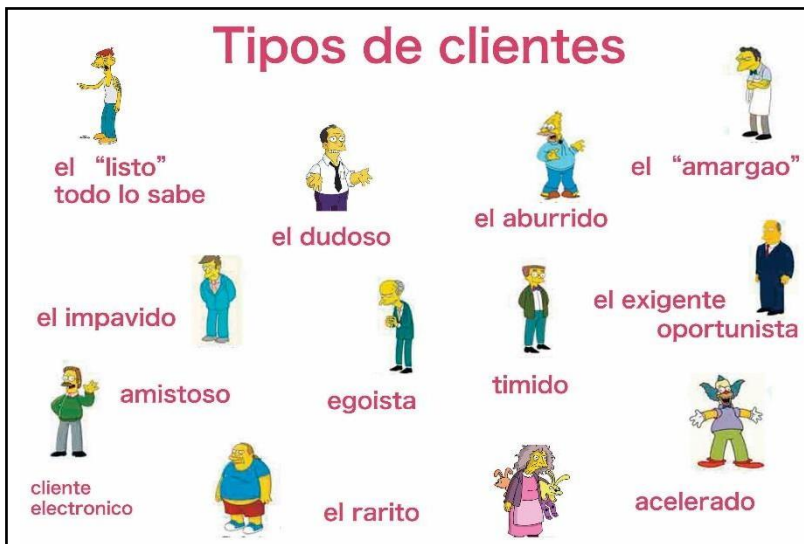 Tipos de clientes
el “listo”
todo lo sabe
el dudoso
el aburrido
el “amargao”
el impavido
egoista
timido
el exigente
oportunista
amistoso
cliente
electronico
el rarito
acelerado